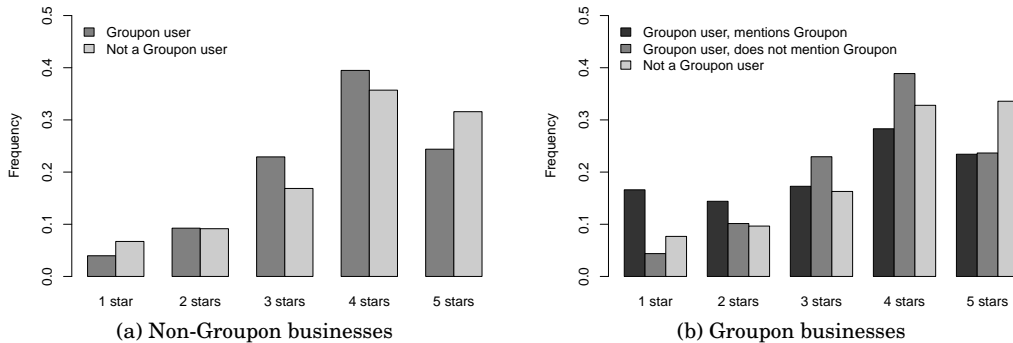 0.5
0.4
0.3
0.2
0.1
0.0
Frequency
Groupon user
Not a Groupon user
1 star 2 stars 3 stars 4 stars 5 stars
(a) Non-Groupon businesses
0.5
0.4
0.3
0.2
0.1
0.0
Frequency
Groupon user, mentions Groupon
Groupon user, does not mention Groupon
Not a Groupon user
1 star 2 stars 3 stars 4 stars 5 stars
(b) Groupon businesses